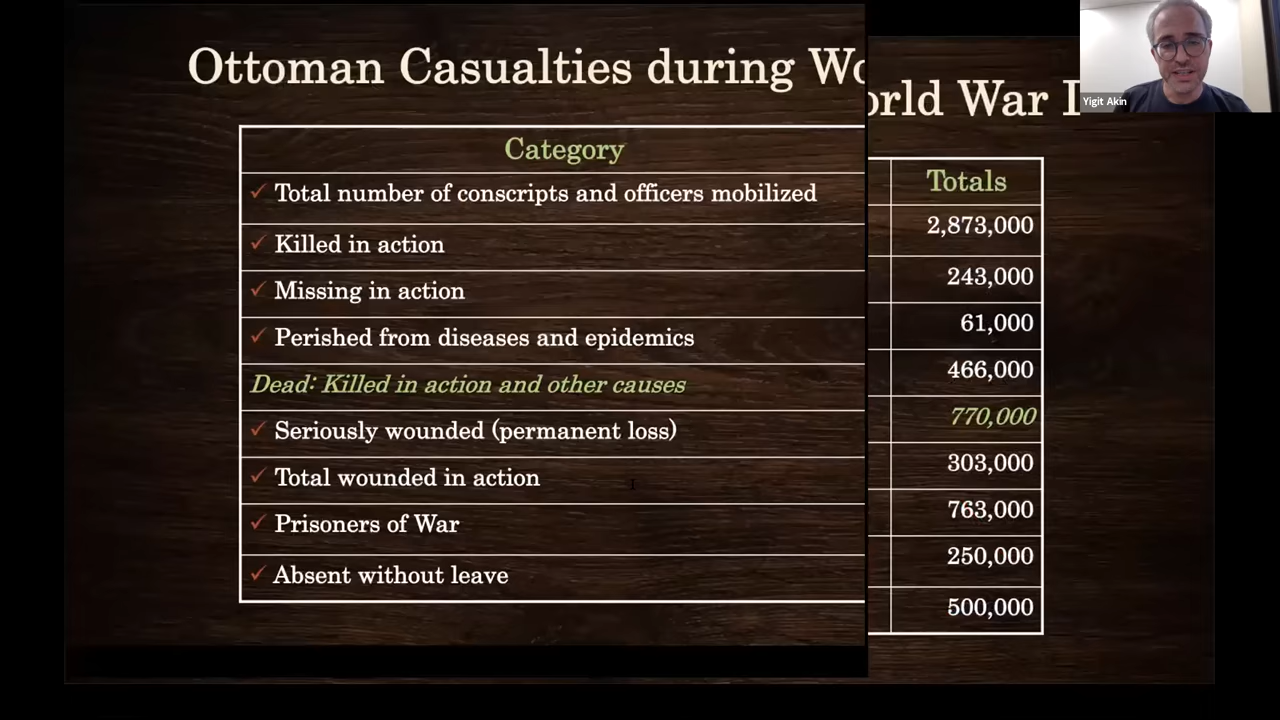 Ottoman Casualties during Wo
orld War I
Yigit Akin
Category
Totals
✓ Total number of conscripts and officers mobilized
2,873,000
✓ Killed in action
243,000
✓ Missing in action
61,000
✓ Perished from diseases and epidemics
466,000
Dead: Killed in action and other causes
770,000
✓ Seriously wounded (permanent loss)
303,000
✓ Total wounded in action
763,000
✓ Prisoners of War
250,000
✓ Absent without leave
500,000